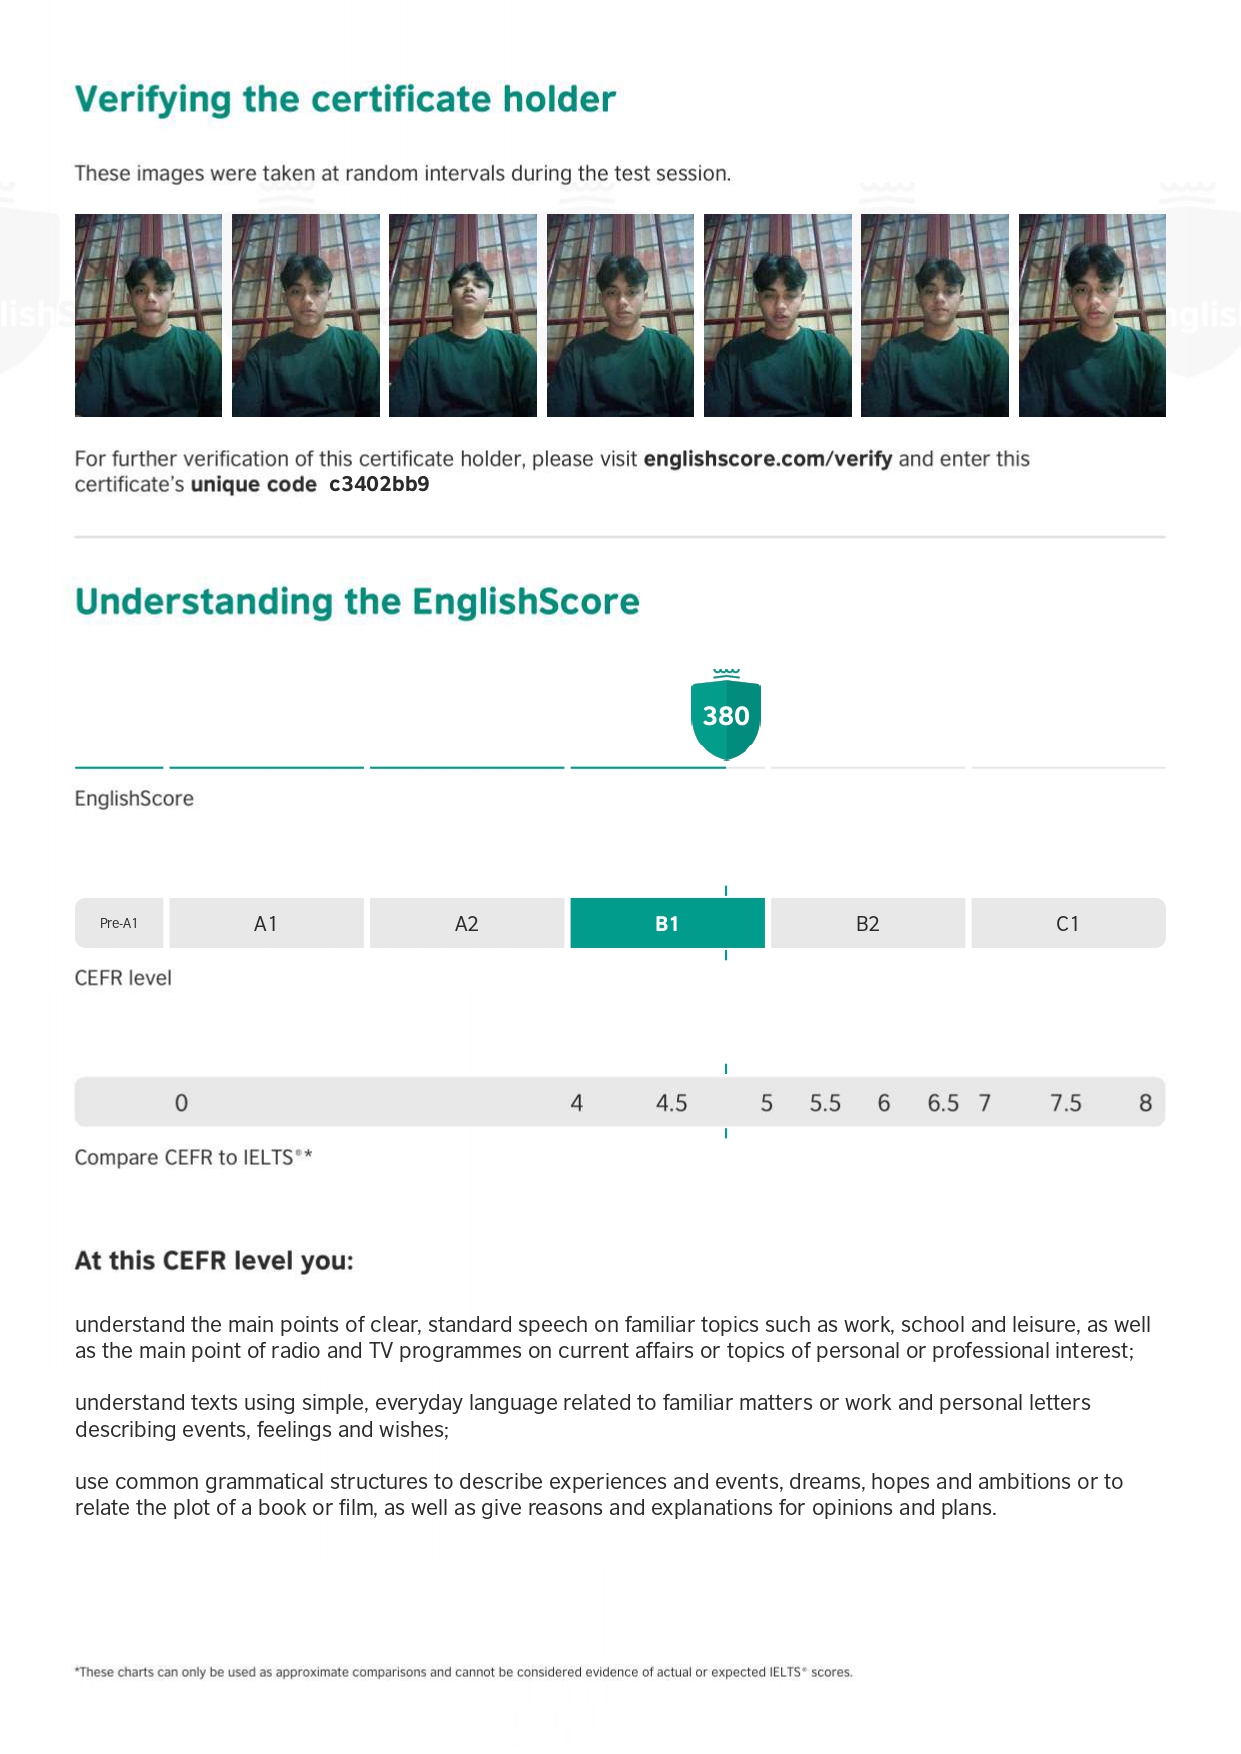 Verifying the certificate holder
These images were taken at random intervals during the test session.
For further verification of this certificate holder, please visit englishscore.com/verify and enter this
certificate's unique code c3402bb9
Understanding the EnglishScore
380
EnglishScore
Pre-A1 A1 A2 B1 B2 C1
CEFR level
0 4 4.5 5 5.5 6 6.5 7 7.5 8
Compare CEFR to IELTS®*
At this CEFR level you:
understand the main points of clear, standard speech on familiar topics such as work, school and leisure, as well
as the main point of radio and TV programmes on current affairs or topics of personal or professional interest;
understand texts using simple, everyday language related to familiar matters or work and personal letters
describing events, feelings and wishes;
use common grammatical structures to describe experiences and events, dreams, hopes and ambitions or to
relate the plot of a book or film, as well as give reasons and explanations for opinions and plans.
*These charts can only be used as approximate comparisons and cannot be considered evidence of actual or expected IELTS® scores.